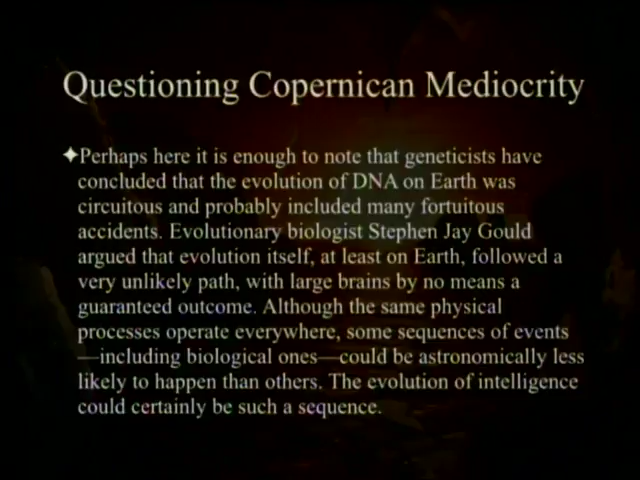 Questioning Copernican Mediocrity
✦Perhaps here it is enough to note that geneticists have
concluded that the evolution of DNA on Earth was
circuitous and probably included many fortuitous
accidents. Evolutionary biologist Stephen Jay Gould
argued that evolution itself, at least on Earth, followed a
very unlikely path, with large brains by no means a
guaranteed outcome. Although the same physical
processes operate everywhere, some sequences of events
—including biological ones—could be astronomically less
likely to happen than others. The evolution of intelligence
could certainly be such a sequence.